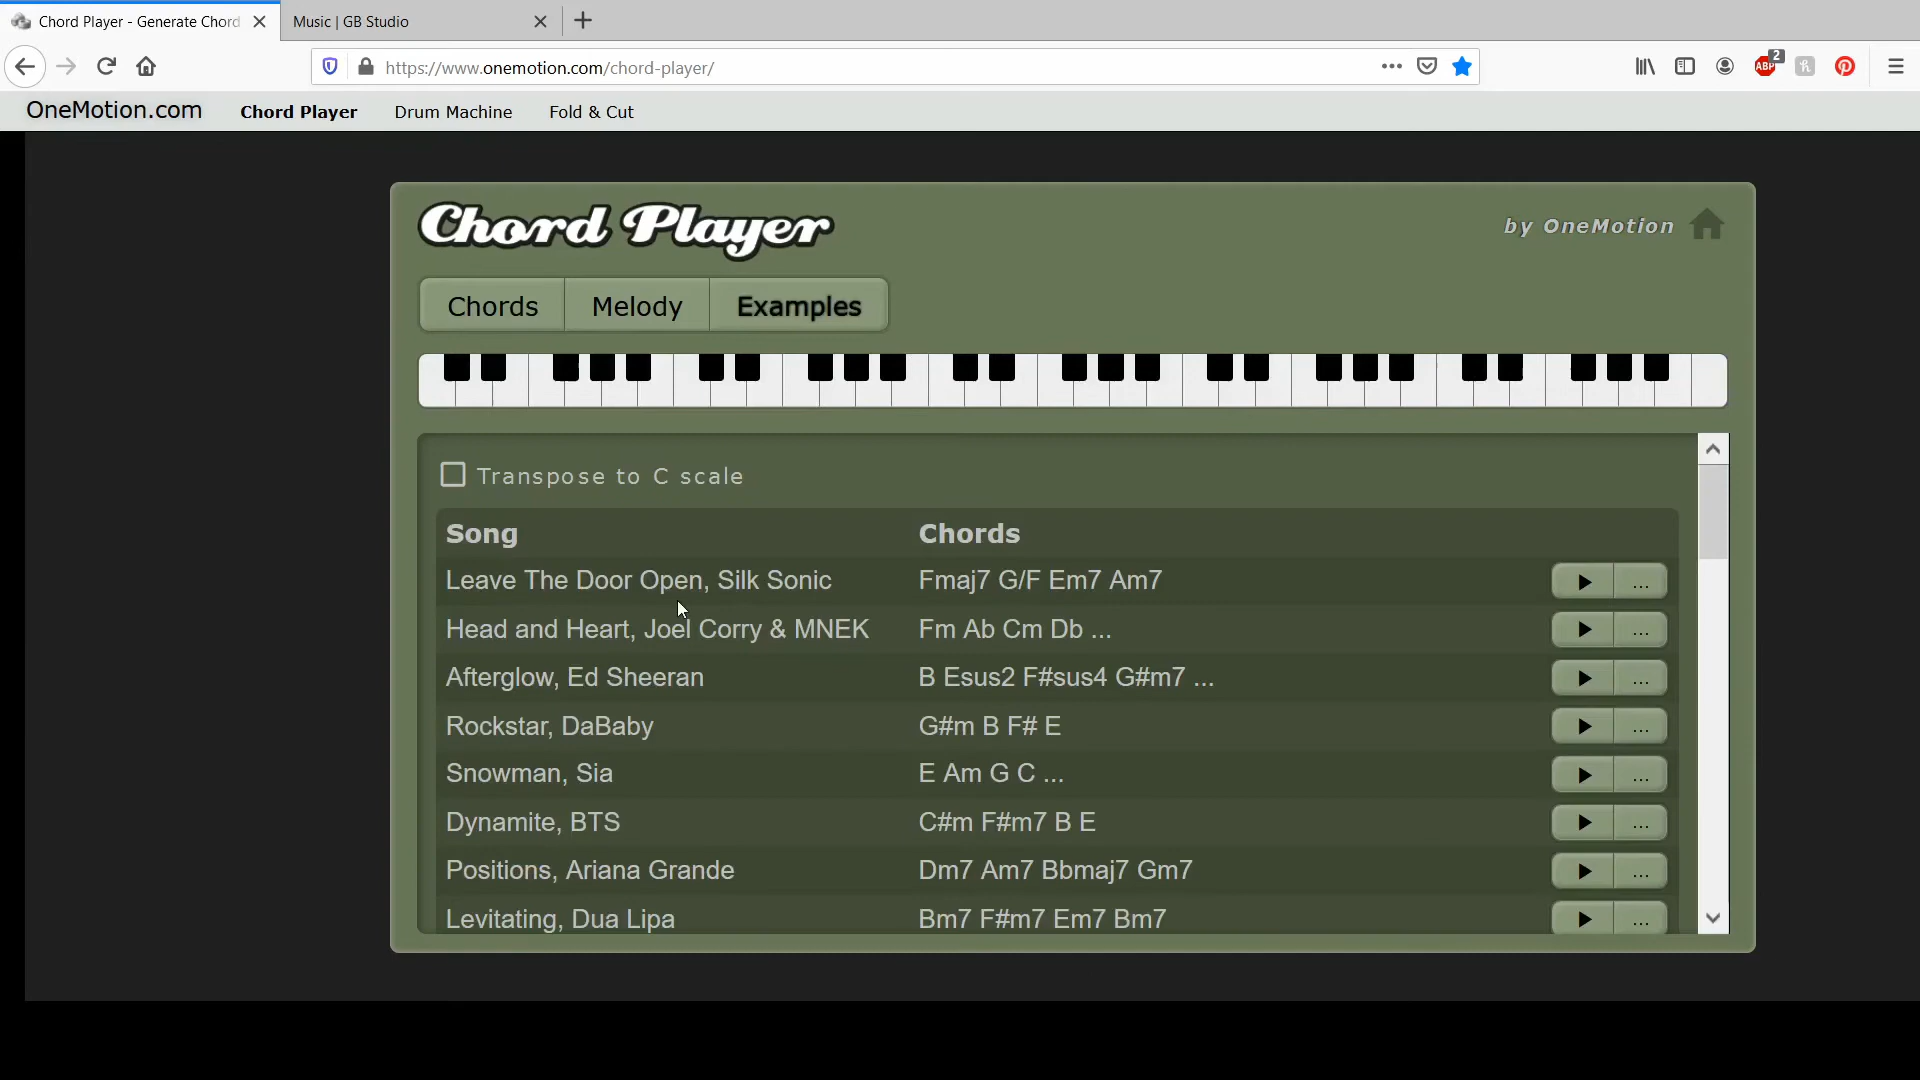 Chord Player - Generate Chord
Music | GB Studio
https://www.onemotion.com/chord-player/
ABP 2
OneMotion.com Chord Player Drum Machine Fold & Cut
Chord Player
by OneMotion
Chords Melody Examples
Transpose to C scale
Song Chords
Leave The Door Open, Silk Sonic Fmaj7 G/F Em7 Am7 ...
Head and Heart, Joel Corry & MNEK Fm Ab Cm Db ... ...
Afterglow, Ed Sheeran B Esus2 F#sus4 G#m7 ... ...
Rockstar, DaBaby G#m B F# E ...
Snowman, Sia E Am G C ... ...
Dynamite, BTS C#m F#m7 B E ...
Positions, Ariana Grande Dm7 Am7 Bbmaj7 Gm7 ...
Levitating, Dua Lipa Bm7 F#m7 Em7 Bm7 ...